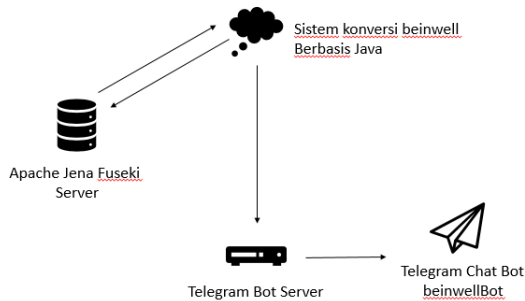 Sistem konversi beinwell
Berbasis Java
Apache Jena Fuseki
Server
Telegram Bot Server
Telegram Chat Bot
beinwellBot